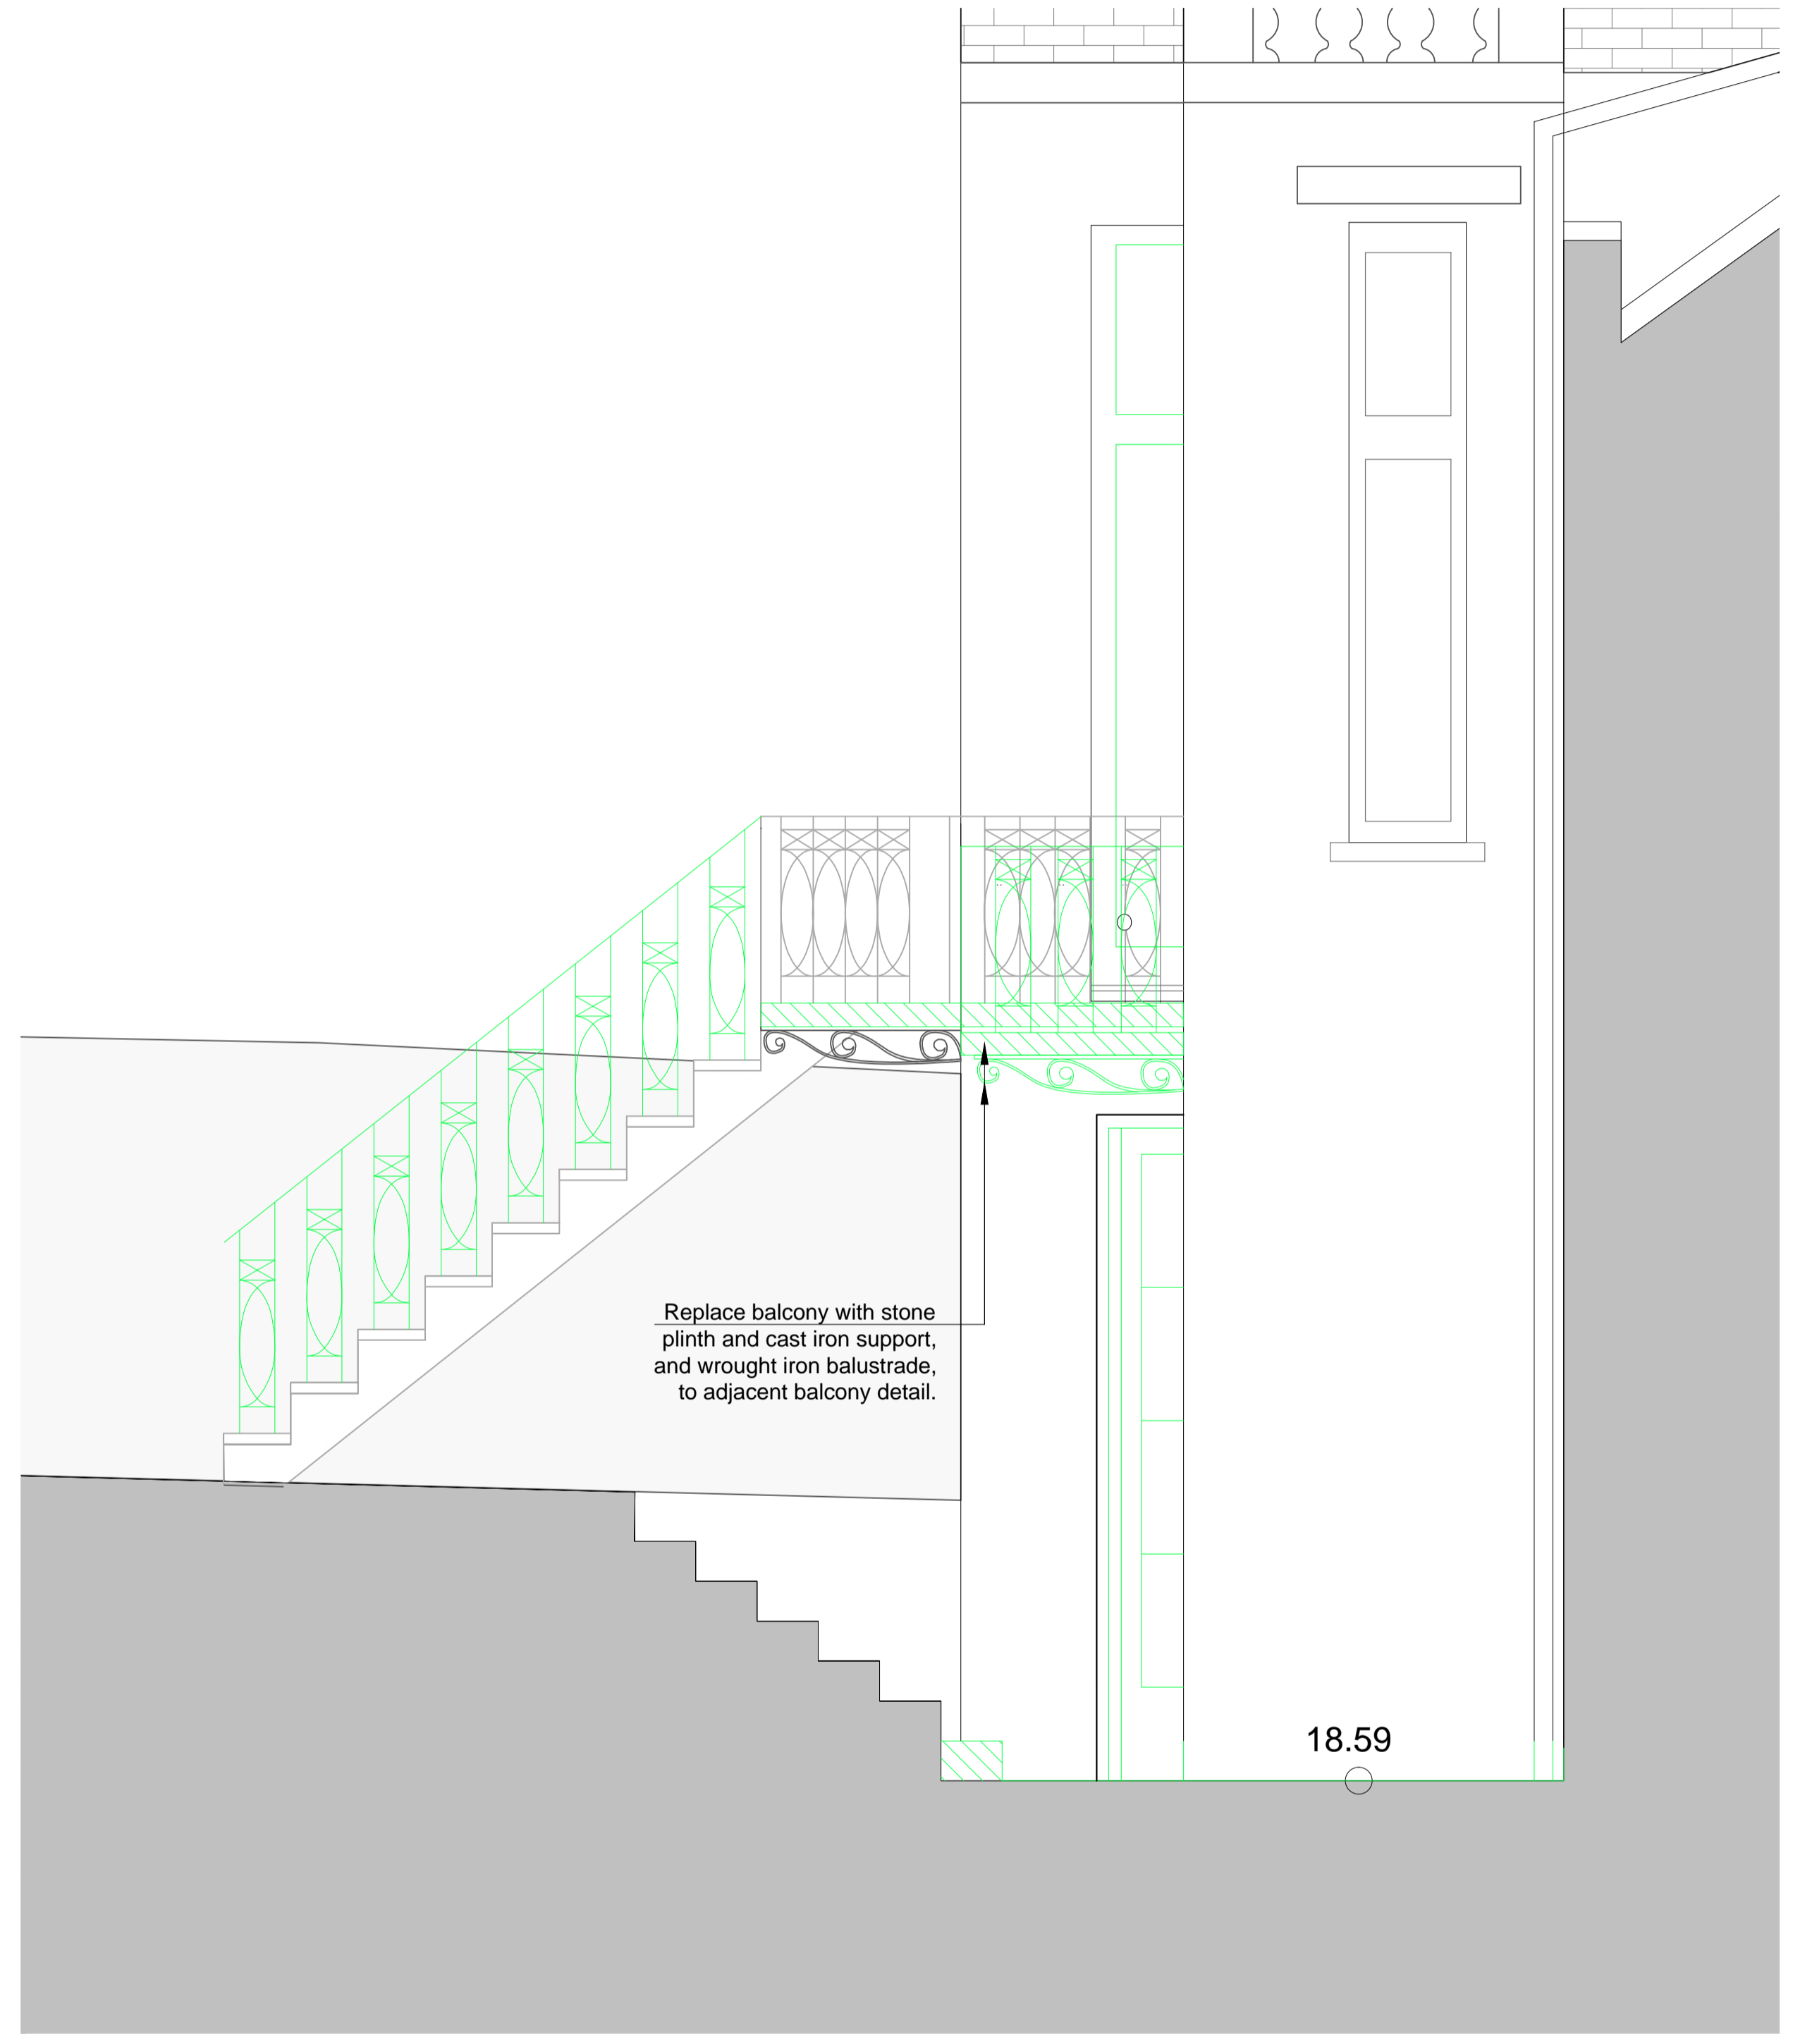 Replace balcony with stone
plinth and cast iron support,
and wrought iron balustrade,
to adjacent balcony detail.
18.59